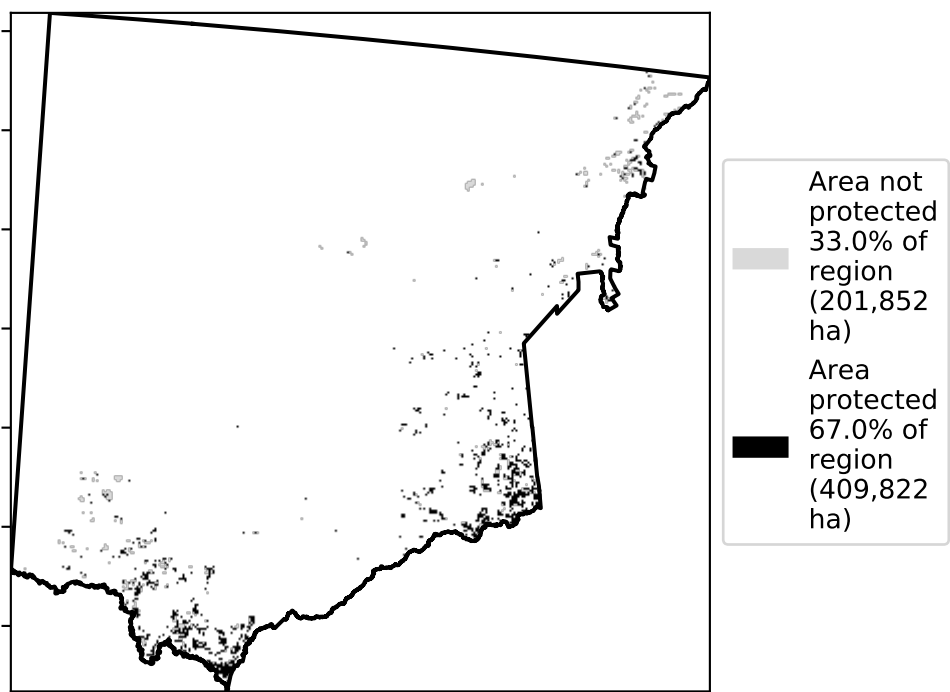 Area not
protected
33.0% of
region
(201,852
ha)
Area
protected
67.0% of
region
(409,822
ha)